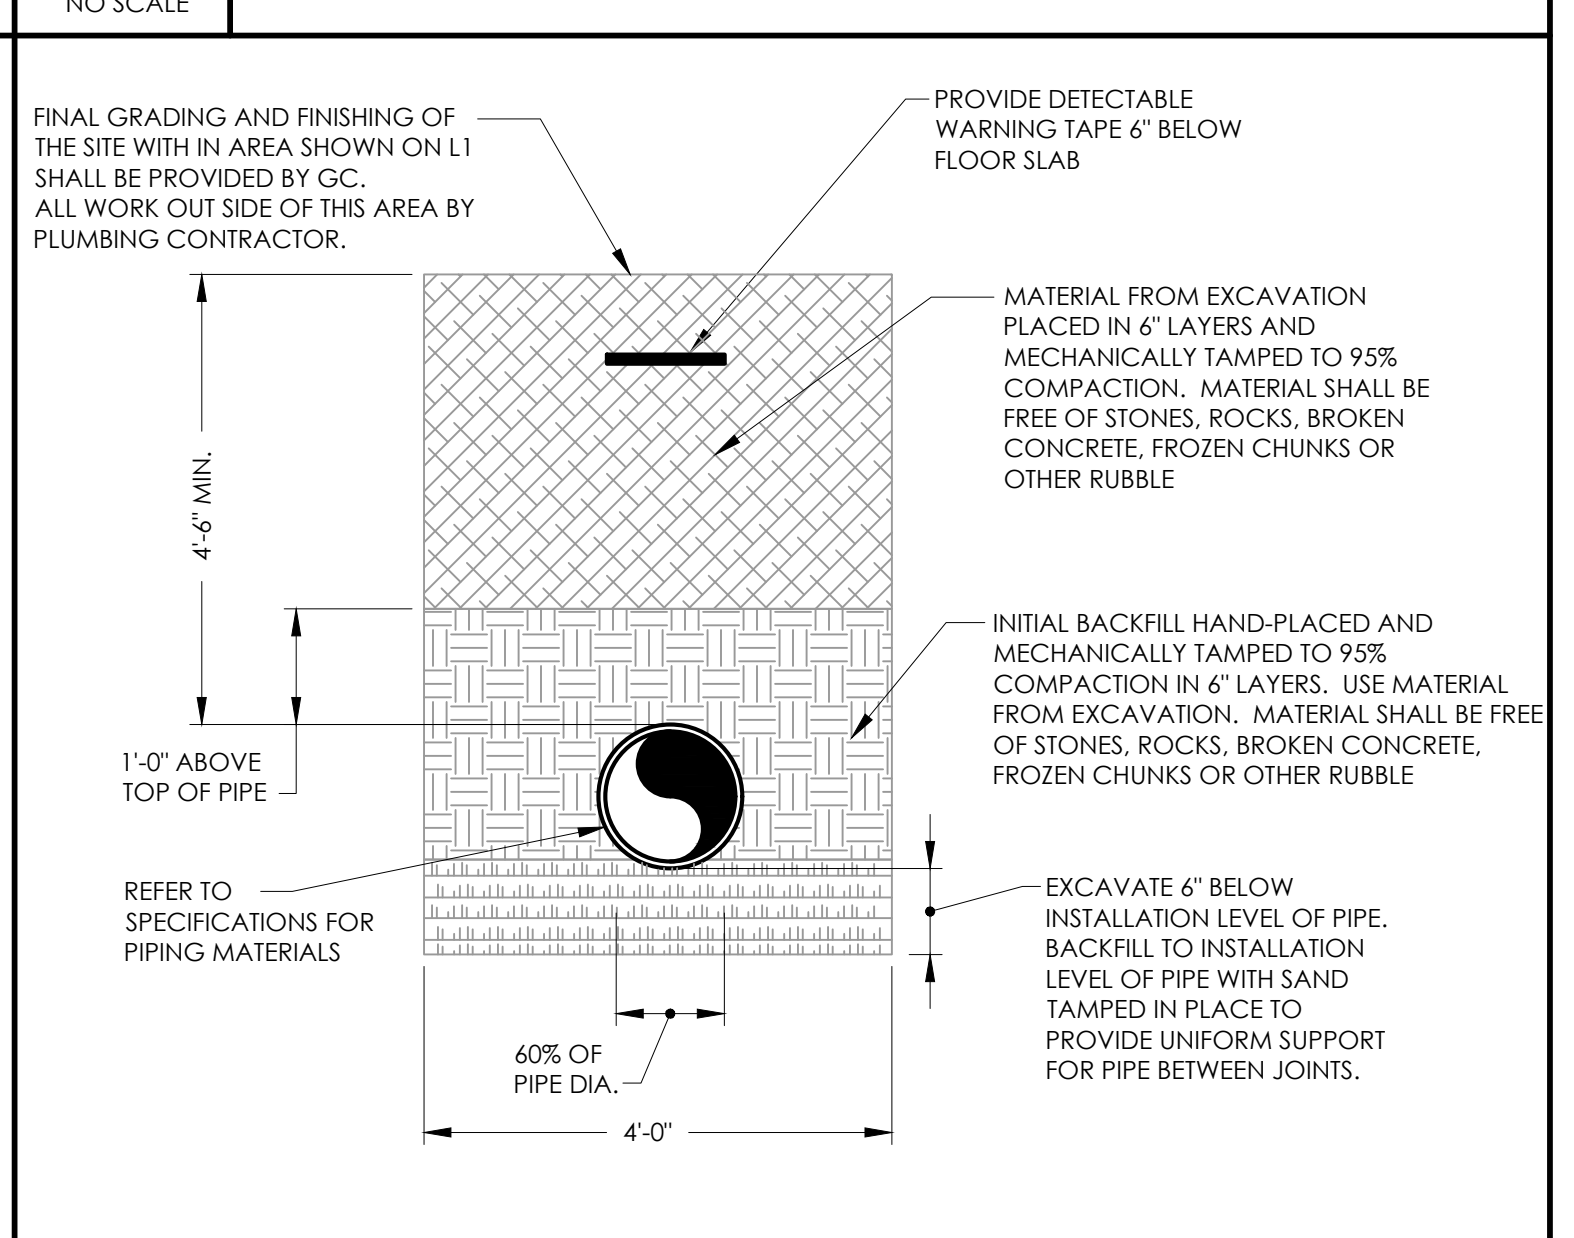 NO SCALE
FINAL GRADING AND FINISHING OF
THE SITE WITH IN AREA SHOWN ON L1
SHALL BE PROVIDED BY GC.
ALL WORK OUT SIDE OF THIS AREA BY
PLUMBING CONTRACTOR.
PROVIDE DETECTABLE
WARNING TAPE 6" BELOW
FLOOR SLAB
MATERIAL FROM EXCAVATION
PLACED IN 6" LAYERS AND
MECHANICALLY TAMPED TO 95%
COMPACTION.  MATERIAL SHALL BE
FREE OF STONES, ROCKS, BROKEN
CONCRETE, FROZEN CHUNKS OR
OTHER RUBBLE
4'-6" MIN.
INITIAL BACKFILL HAND-PLACED AND
MECHANICALLY TAMPED TO 95%
COMPACTION IN 6" LAYERS.  USE MATERIAL
FROM EXCAVATION.  MATERIAL SHALL BE FREE
OF STONES, ROCKS, BROKEN CONCRETE,
FROZEN CHUNKS OR OTHER RUBBLE
1'-0" ABOVE
TOP OF PIPE
REFER TO
SPECIFICATIONS FOR
PIPING MATERIALS
EXCAVATE 6" BELOW
INSTALLATION LEVEL OF PIPE.
BACKFILL TO INSTALLATION
LEVEL OF PIPE WITH SAND
TAMPED IN PLACE TO
PROVIDE UNIFORM SUPPORT
FOR PIPE BETWEEN JOINTS.
60% OF
PIPE DIA.
4'-0"